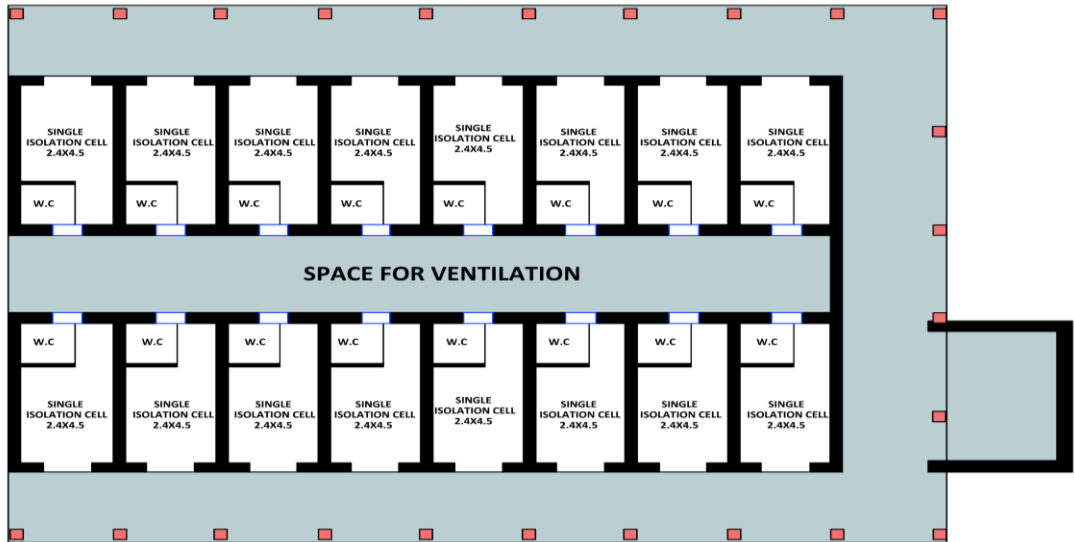 SINGLE
ISOLATION CELL
2.4X4.5
SINGLE
ISOLATION CELL
2.4X4.5
SINGLE
ISOLATION CELL
2.4X4.5
SINGLE
ISOLATION CELL
2.4X4.5
SINGLE
ISOLATION CELL
2.4X4.5
SINGLE
ISOLATION CELL
2.4X4.5
SINGLE
ISOLATION CELL
2.4X4.5
SINGLE
ISOLATION CELL
2.4X4.5
W.C
W.C
W.C
W.C
W.C
W.C
W.C
W.C
SPACE FOR VENTILATION
W.C
W.C
W.C
W.C
W.C
W.C
W.C
W.C
SINGLE
ISOLATION CELL
2.4X4.5
SINGLE
ISOLATION CELL
2.4X4.5
SINGLE
ISOLATION CELL
2.4X4.5
SINGLE
ISOLATION CELL
2.4X4.5
SINGLE
ISOLATION CELL
2.4X4.5
SINGLE
ISOLATION CELL
2.4X4.5
SINGLE
ISOLATION CELL
2.4X4.5
SINGLE
ISOLATION CELL
2.4X4.5